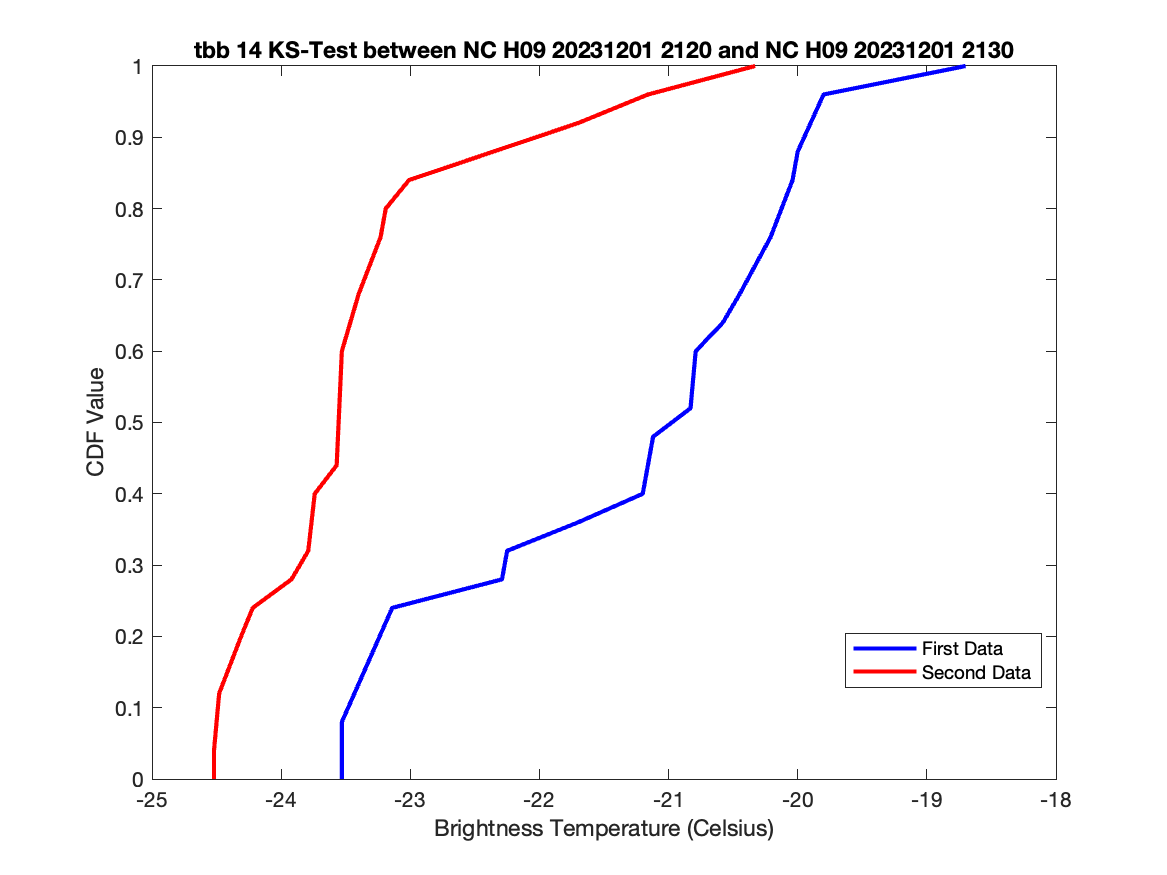 tbb 14 KS-Test between NC H09 20231201 2120 and NC H09 20231201 2130
1
0.9
0.8
0.7
0.6
0.5
0.4
0.3
0.2
0.1
0
CDF Value
First Data
Second Data
-25 -24 -23 -22 -21 -20 -19 -18
Brightness Temperature (Celsius)